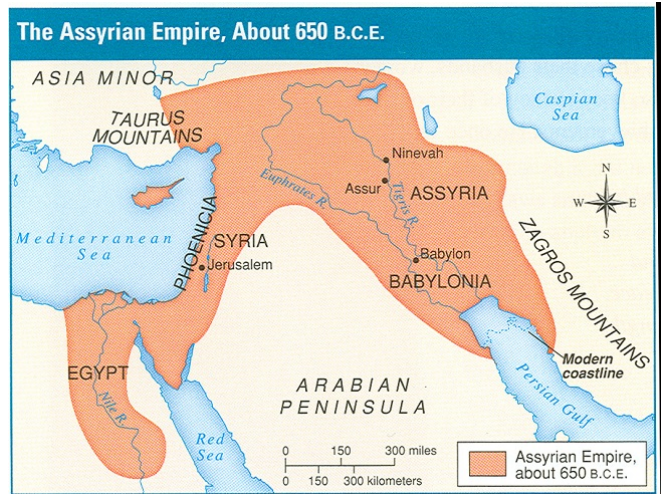 The Assyrian Empire, About 650 B.C.E.
ASIA MINOR
TAURUS
MOUNTAINS
Caspian
Sea
Ninevah
Assur
Tigris R.
ASSYRIA
Euphrates R.
N
W
E
S
Mediterranean
Sea
PHOENICIA
SYRIA
Jerusalem
Babylon
BABYLONIA
ZAGROS MOUNTAINS
Modern
coastline
Persian Gulf
EGYPT
Nile R.
ARABIAN
PENINSULA
Red
Sea
0 150 300 miles
0 150 300 kilometers
Assyrian Empire,
about 650 B.C.E.